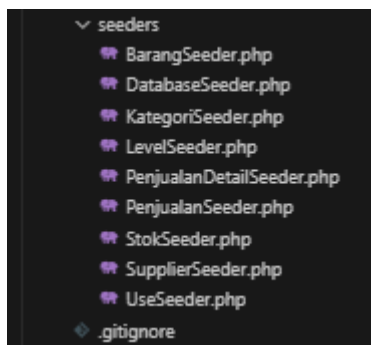 seeders
BarangSeeder.php
DatabaseSeeder.php
KategoriSeeder.php
LevelSeeder.php
PenjualanDetailSeeder.php
PenjualanSeeder.php
StokSeeder.php
SupplierSeeder.php
UseSeeder.php
.gitignore